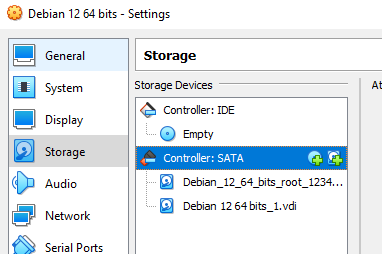 Debian 12 64 bits - Settings
General
System
Display
Storage
Audio
Network
Serial Ports
Storage
Storage Devices
At
Controller: IDE
Empty
Controller: SATA
Debian_12_64_bits_root_1234...
Debian 12 64 bits_1.vdi